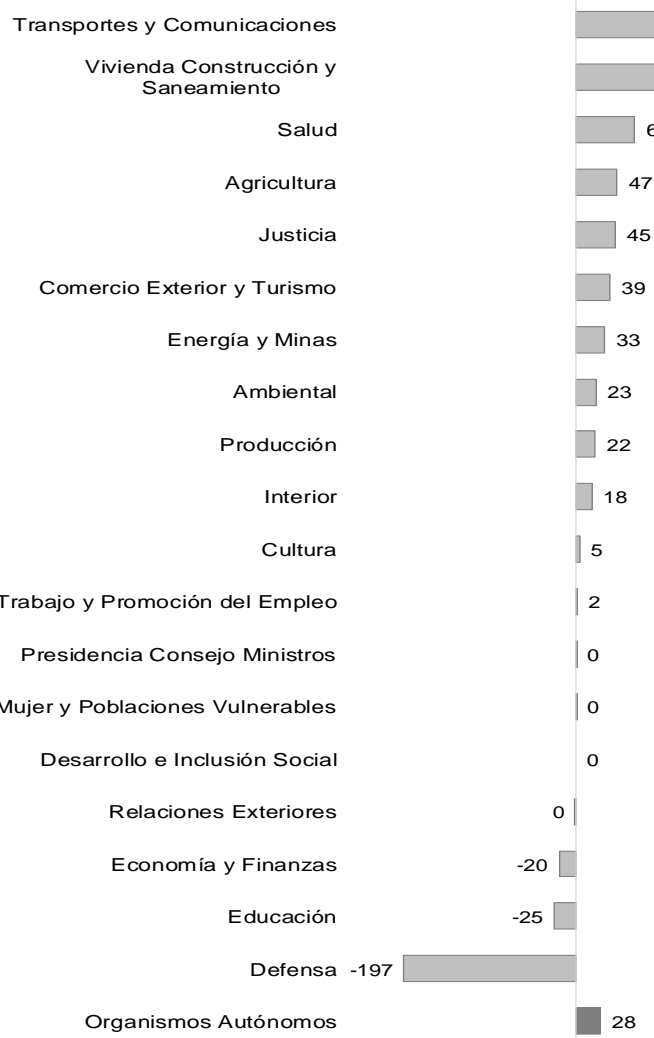 Transportes y Comunicaciones
Vivienda Construcción y
Saneamiento
Salud
Agricultura 47
Justicia 45
Comercio Exterior y Turismo 39
Energía y Minas 33
Ambiental 23
Producción 22
Interior 18
Cultura 5
Trabajo y Promoción del Empleo 2
Presidencia Consejo Ministros 0
Mujer y Poblaciones Vulnerables 0
Desarrollo e Inclusión Social 0
Relaciones Exteriores 0
Economía y Finanzas -20
Educación -25
Defensa -197
Organismos Autónomos 28